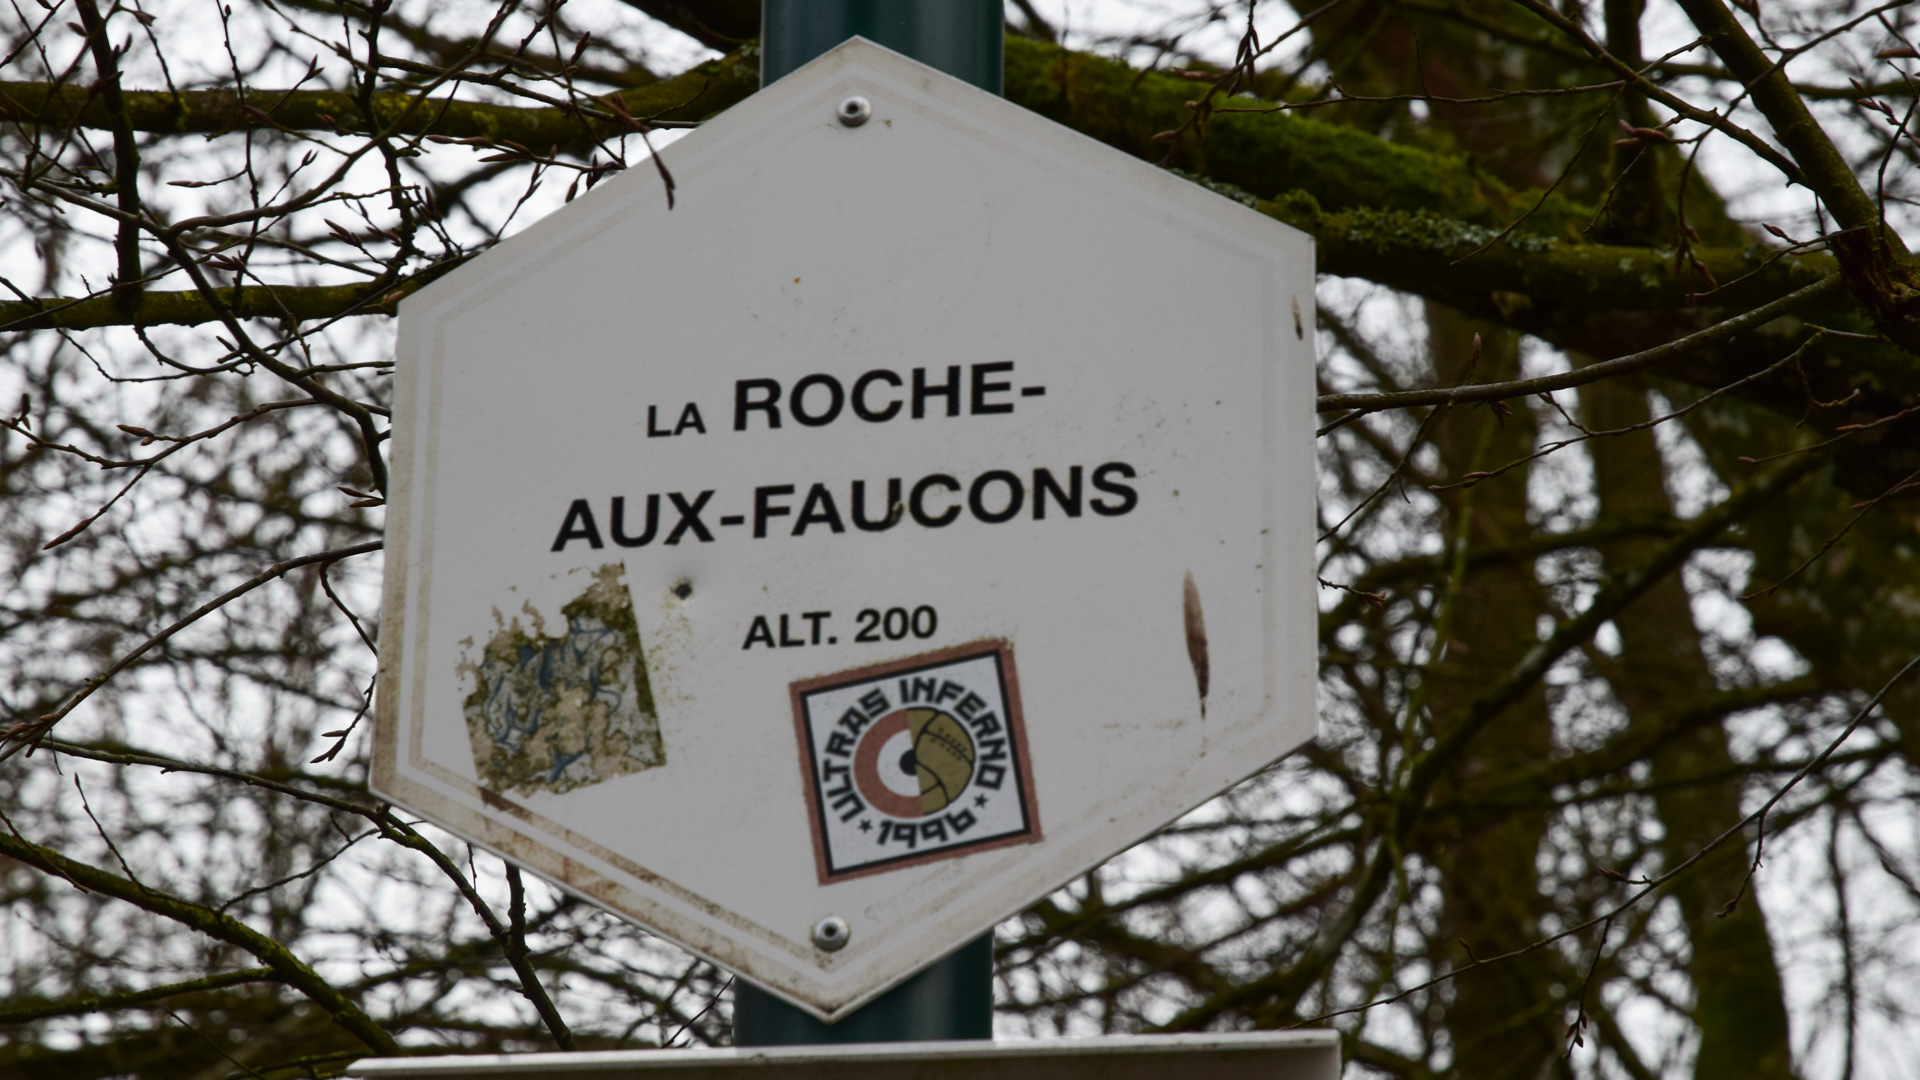 LA ROCHE-
AUX-FAUCONS
ALT. 200
ULTRAS INFERNO
★ 1996 ★